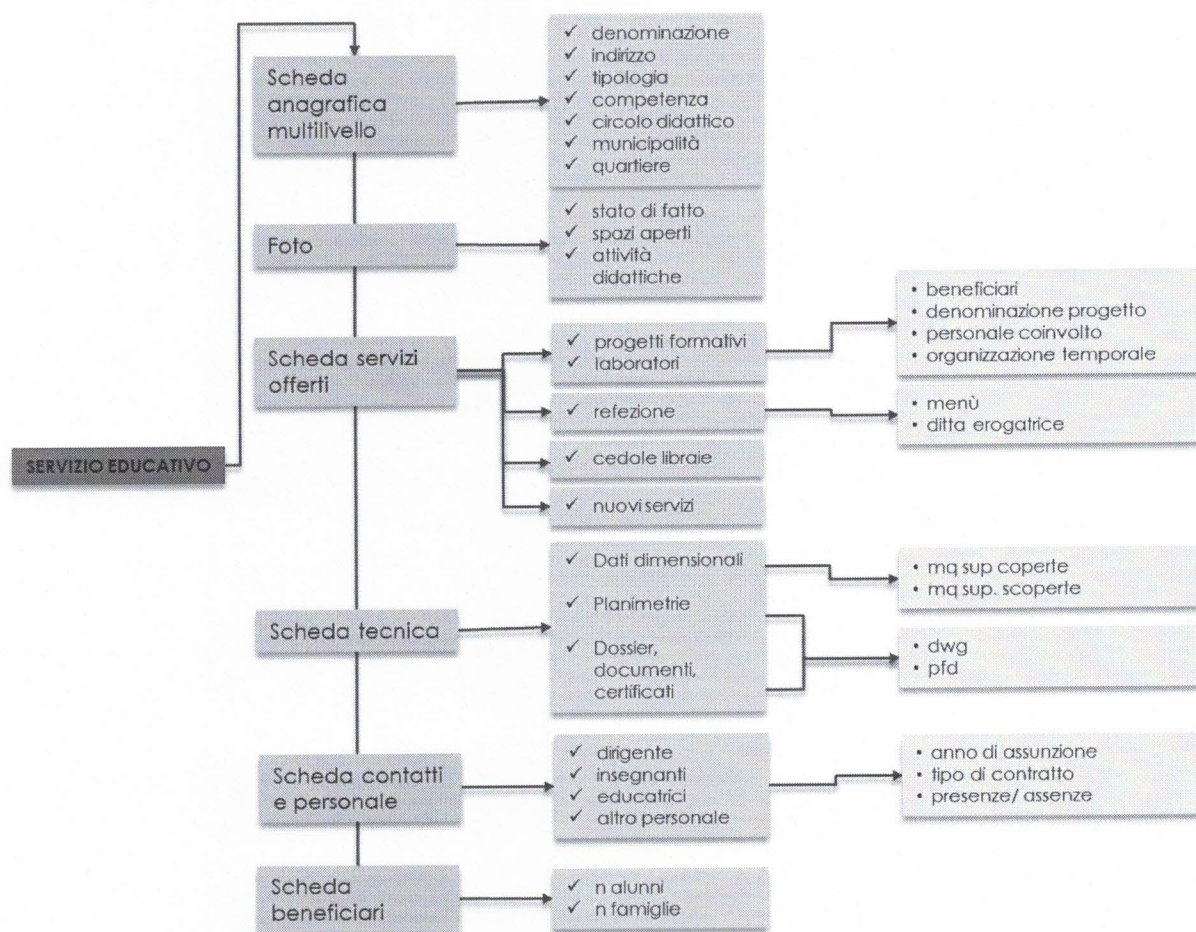 SERVIZIO EDUCATIVO
Scheda
anagrafica
multilivello
✓ denominazione
✓ indirizzo
✓ tipologia
✓ competenza
✓ circolo didattico
✓ municipalità
✓ quartiere
Foto
✓ stato di fatto
✓ spazi aperti
✓ attività
didattiche
Scheda servizi
offerti
✓ progetti formativi
✓ laboratori
• beneficiari
• denominazione progetto
• personale coinvolto
• organizzazione temporale
✓ refezione
• menù
• ditta erogatrice
✓ cedole libraie
✓ nuovi servizi
Scheda tecnica
✓ Dati dimensionali
✓ Planimetrie
✓ Dossier,
documenti,
certificati
• mq sup coperte
• mq sup. scoperte
• dwg
• pfd
Scheda contatti
e personale
✓ dirigente
✓ insegnanti
✓ educatrici
✓ altro personale
• anno di assunzione
• tipo di contratto
• presenze/ assenze
Scheda
beneficiari
✓ n alunni
✓ n famiglie